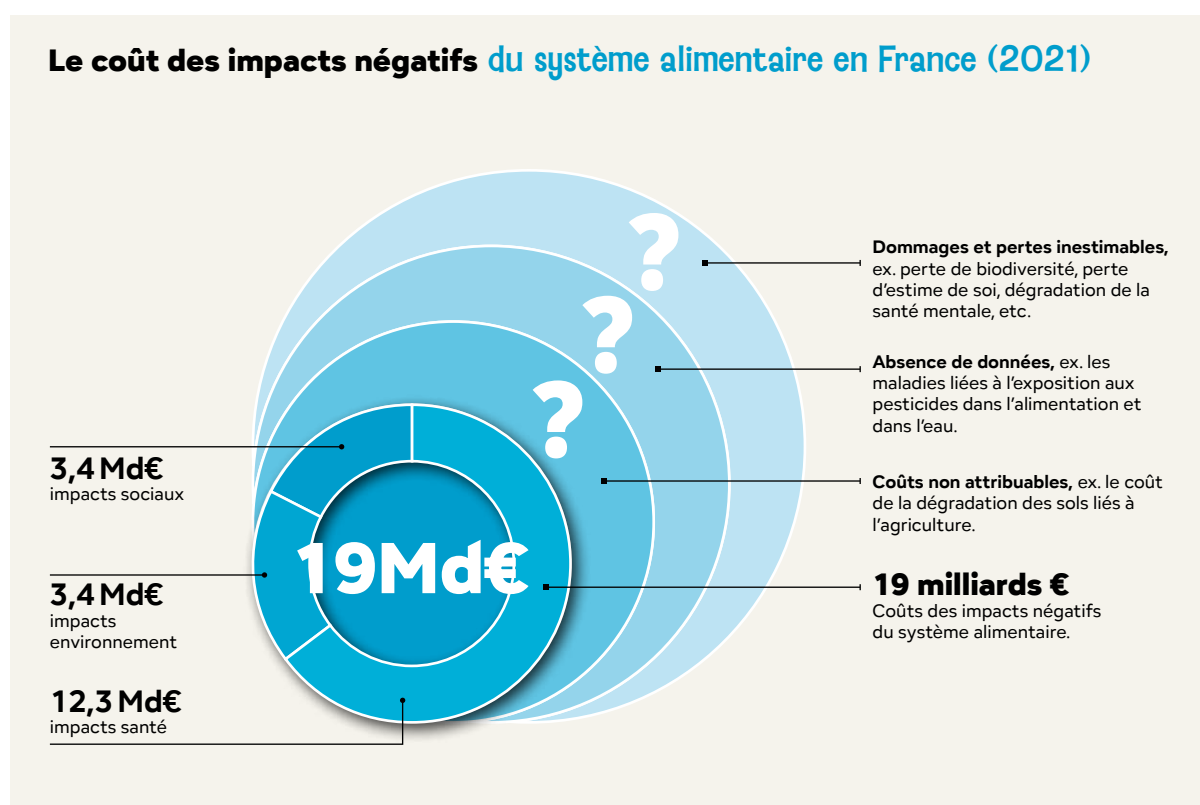 Le coût des impacts négatifs du système alimentaire en France (2021)
?
?
?
Dommages et pertes inestimables,
ex. perte de biodiversité, perte
d'estime de soi, dégradation de la
santé mentale, etc.
Absence de données, ex. les
maladies liées à l'exposition aux
pesticides dans l'alimentation et
dans l'eau.
Coûts non attribuables, ex. le coût
de la dégradation des sols liés à
l'agriculture.
19 milliards €
Coûts des impacts négatifs
du système alimentaire.
3,4 Md€
impacts sociaux
3,4 Md€
impacts
environnement
12,3 Md€
impacts santé
19Md€